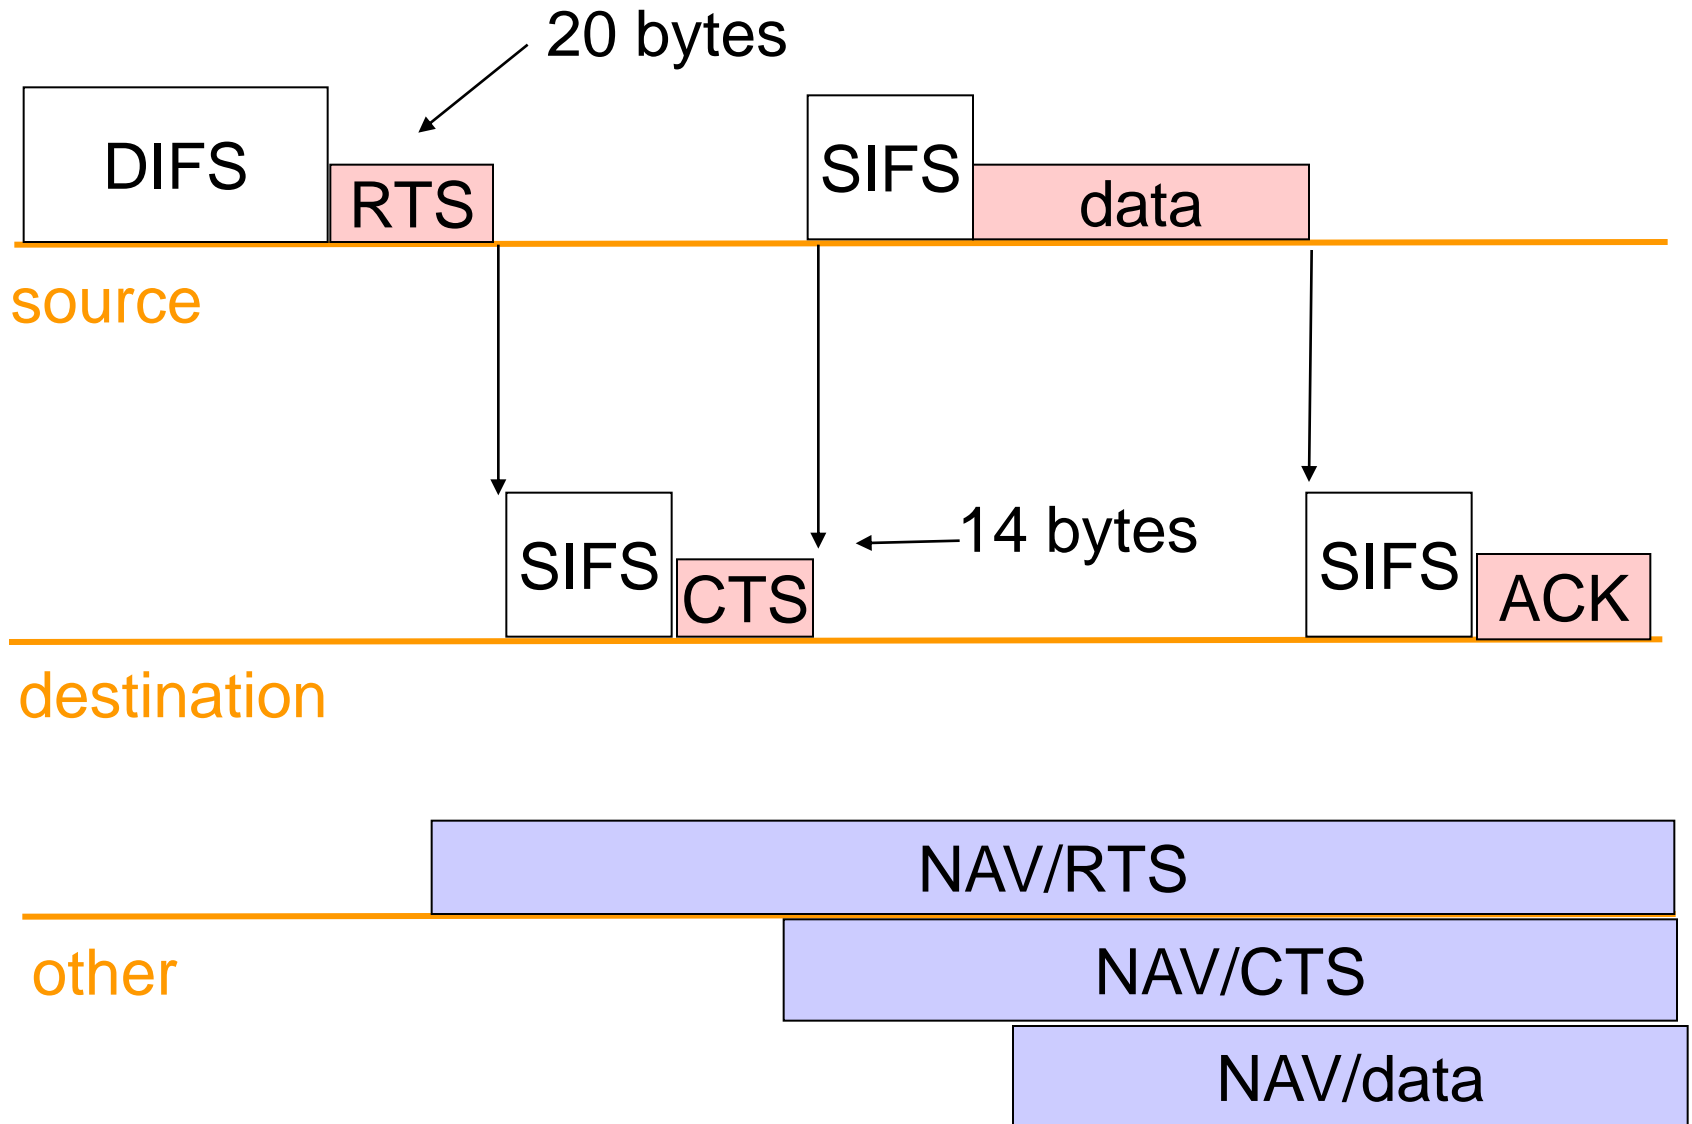 20 bytes
DIFS
RTS
SIFS
data
source
SIFS
CTS
14 bytes
SIFS
ACK
destination
NAV/RTS
other
NAV/CTS
NAV/data